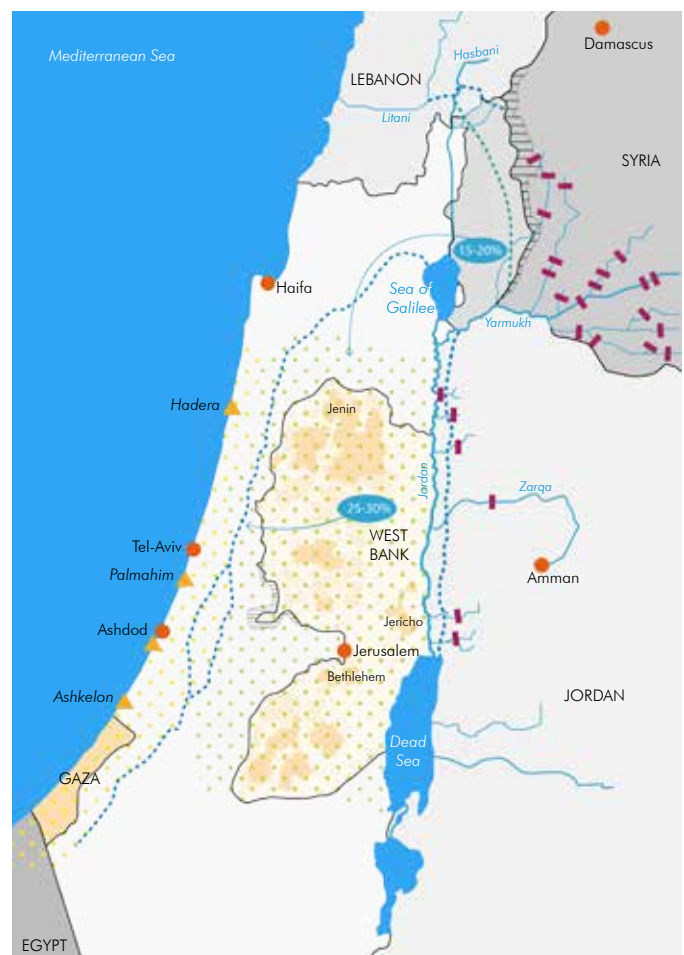 Damascus
Mediterranean Sea
Hasbani
LEBANON
Litani
SYRIA
15-20%
Haifa
Sea of
Galilee
Yarmukh
Hadera
Jenin
Jordan
Zarqa
25-30%
WEST
BANK
Tel-Aviv
Palmahim
Amman
Ashdod
Jericho
Jerusalem
Bethlehem
Ashkelon
JORDAN
Dead
Sea
GAZA
EGYPT